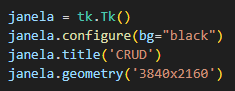 janela = tk.Tk()
janela.configure(bg="black")
janela.title('CRUD')
janela.geometry('3840x2160')